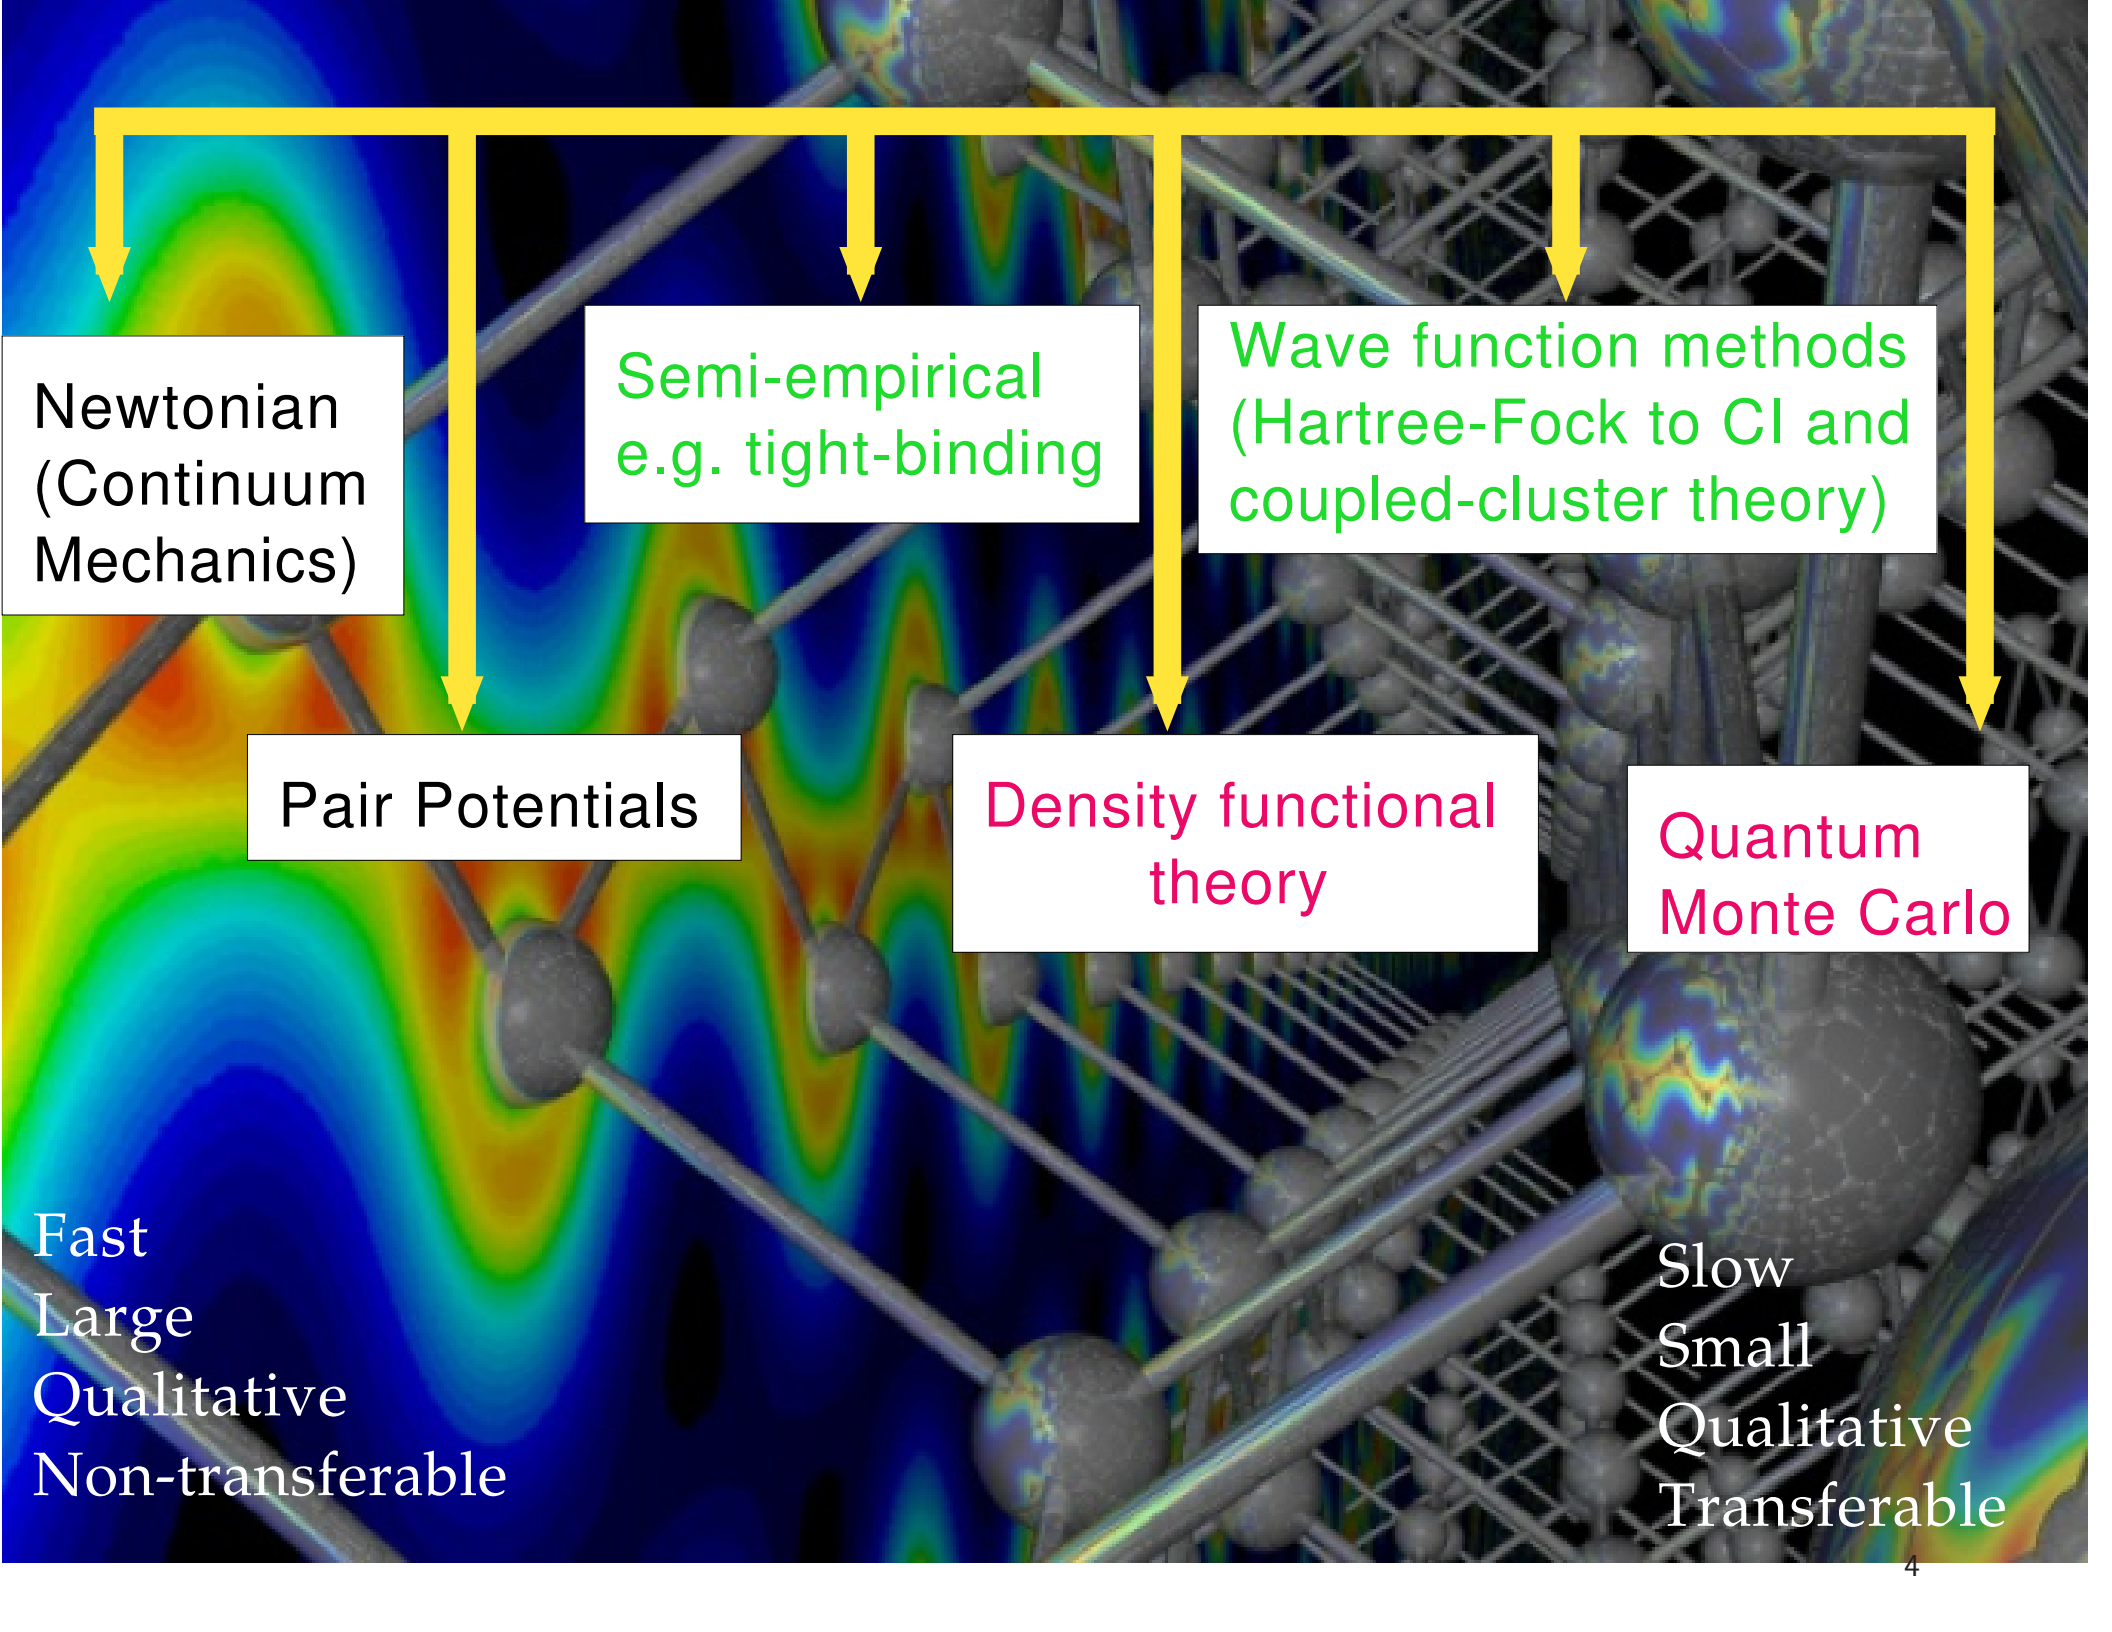 Newtonian
(Continuum
Mechanics)
Pair Potentials
Semi-empirical
e.g. tight-binding
Density functional
theory
Wave function methods
(Hartree-Fock to CI and
coupled-cluster theory)
Quantum
Monte Carlo
Fast
Large
Qualitative
Non-transferable
Slow
Small
Qualitative
Transferable
4